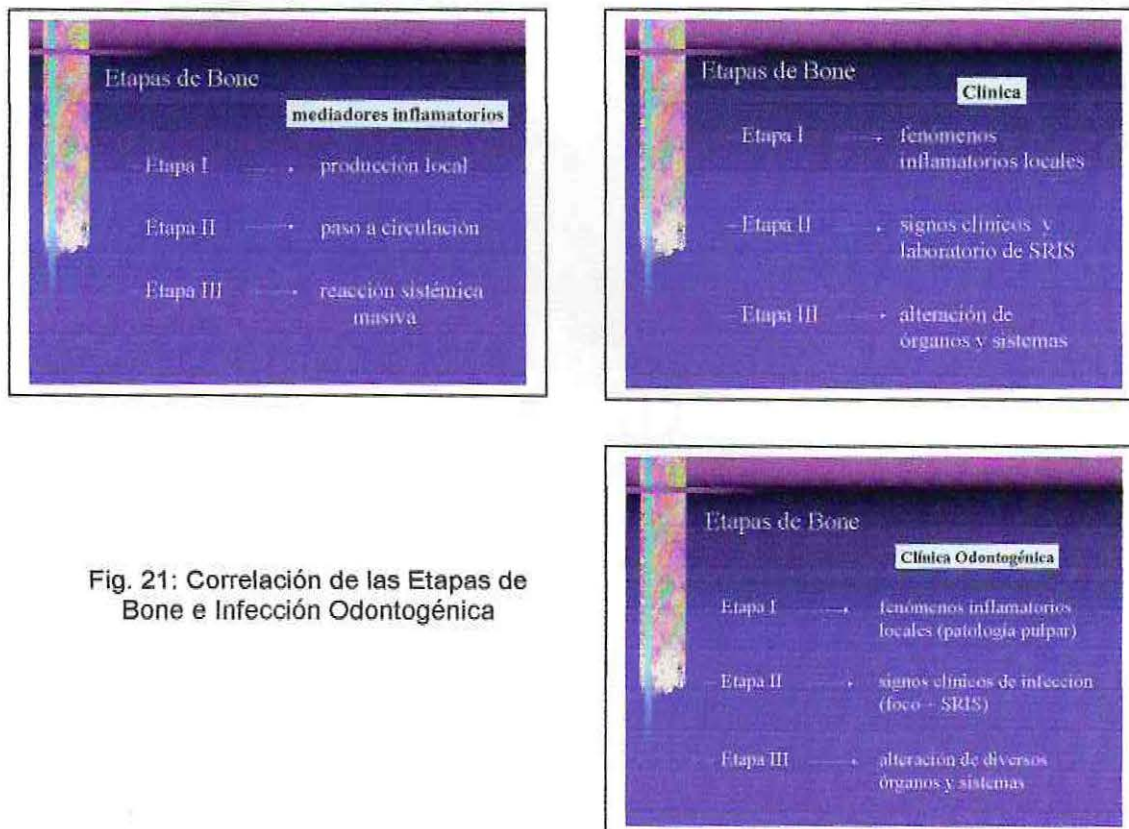 Etapas de Bone
mediadores inflamatorios
Etapa I → producción local
Etapa II → paso a circulación
Etapa III → reaccion sistémica
masiva
Etapas de Bone
Clínica
Etapa I → fenomenos
inflamatorios locales
Etapa II → signos clínicos y
laboratorio de SRIS
Etapa III → alteración de
órganos y sistemas
Fig. 21: Correlación de las Etapas de
Bone e Infección Odontogénica
Etapas de Bone
Clínica Odontogénica
Etapa I → fenómenos inflamatorios
locales (patología pulpar)
Etapa II → signos clínicos de infección
(foco – SRIS)
Etapa III → alteración de diversos
órganos y sistemas